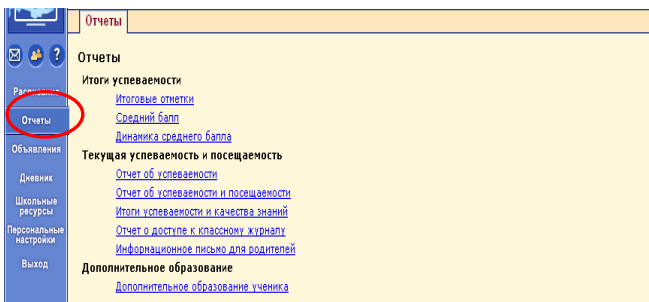 Отчеты
?
Отчеты
Итоги успеваемости
Итоговые отметки
Средний балл
Динамика среднего балла
Текущая успеваемость и посещаемость
Отчет об успеваемости
Отчет об успеваемости и посещаемости
Итоги успеваемости и качества знаний
Отчет о доступе к классному журналу
Информационное письмо для родителей
Дополнительное образование
Дополнительное образование ученика
Расписание
Отчеты
Объявления
Дневник
Школьные
ресурсы
Персональные
настройки
Выход